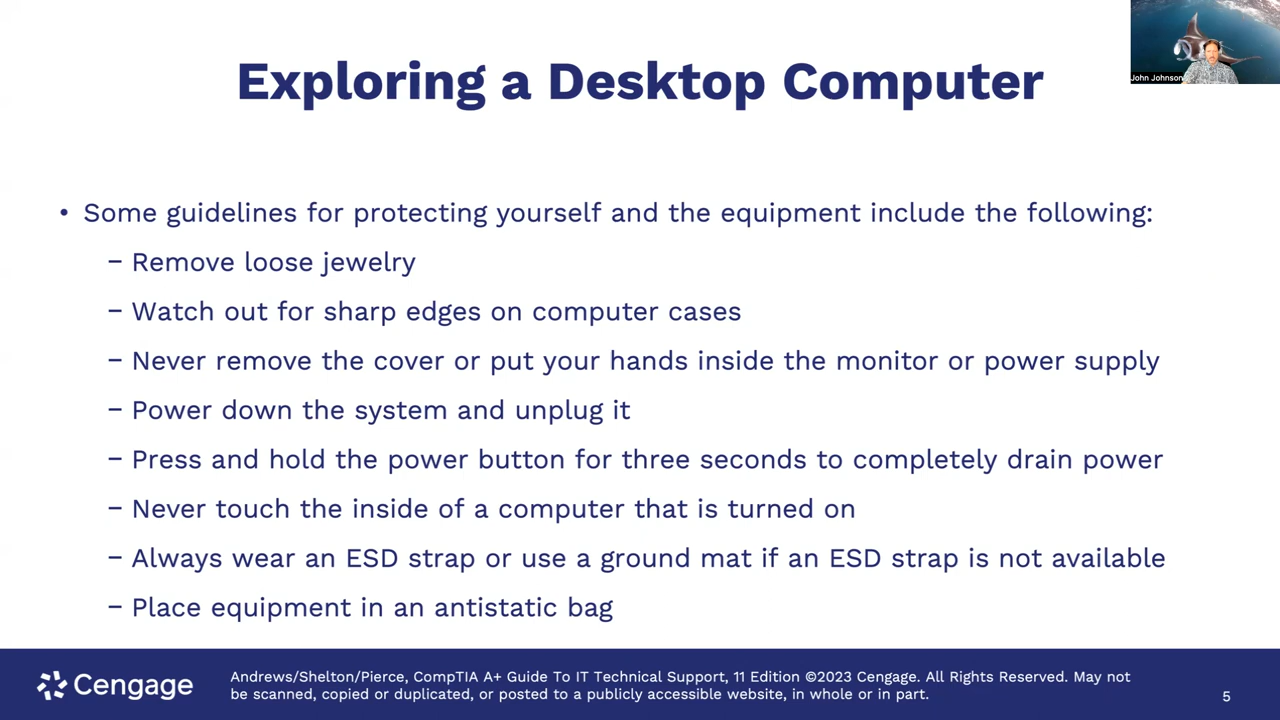 John Johnson
Exploring a Desktop Computer
• Some guidelines for protecting yourself and the equipment include the following:
− Remove loose jewelry
− Watch out for sharp edges on computer cases
− Never remove the cover or put your hands inside the monitor or power supply
− Power down the system and unplug it
− Press and hold the power button for three seconds to completely drain power
− Never touch the inside of a computer that is turned on
− Always wear an ESD strap or use a ground mat if an ESD strap is not available
− Place equipment in an antistatic bag
Cengage
Andrews/Shelton/Pierce, CompTIA A+ Guide To IT Technical Support, 11 Edition ©2023 Cengage. All Rights Reserved. May not
be scanned, copied or duplicated, or posted to a publicly accessible website, in whole or in part.
5